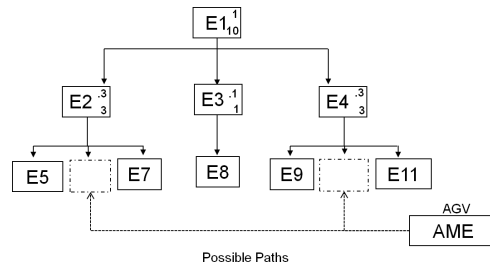 E1 1 10
E2 .3 3
E3 .1 1
E4 .3 3
E5
E7
E8
E9
E11
AGV
AME
Possible Paths